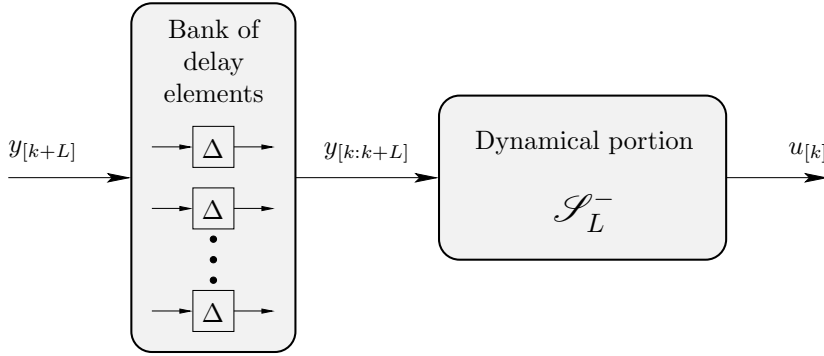 Bank of
delay
elements
y_{[k+L]}
Δ
y_{[k:k+L]}
Dynamical portion
u_{[k]}
Δ
𝒮_L^-
Δ